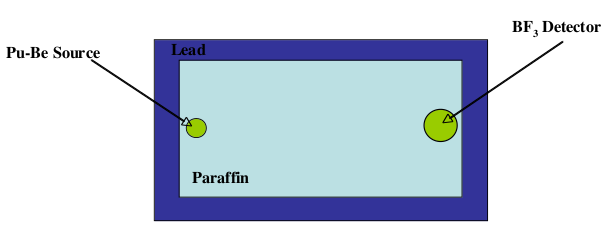 BF3 Detector
Lead
Pu-Be Source
Paraffin